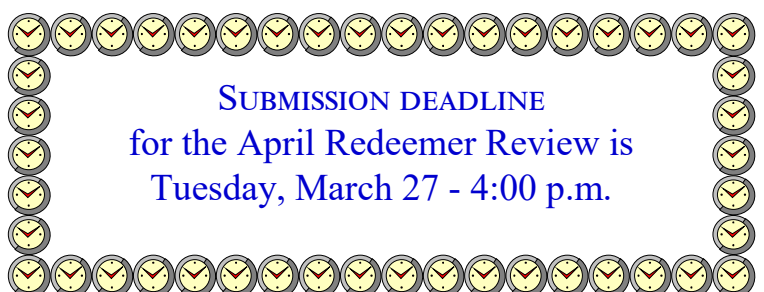 SUBMISSION DEADLINE
for the April Redeemer Review is
Tuesday, March 27 - 4:00 p.m.